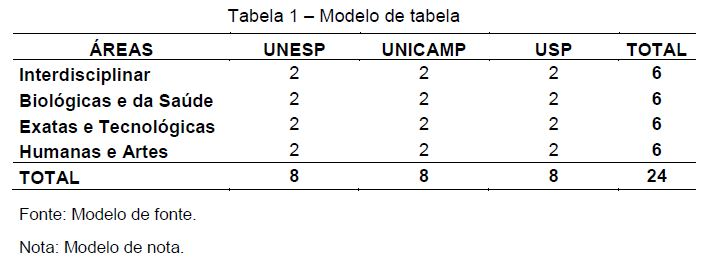 Tabela 1 – Modelo de tabela
ÁREAS UNESP UNICAMP USP TOTAL
Interdisciplinar 2 2 2 6
Biológicas e da Saúde 2 2 2 6
Exatas e Tecnológicas 2 2 2 6
Humanas e Artes 2 2 2 6
TOTAL 8 8 8 24
Fonte: Modelo de fonte.
Nota: Modelo de nota.